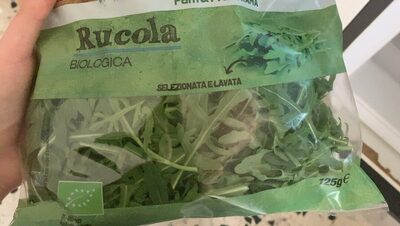 Rucola
BIOLOGICA
SELEZIONATA E LAVATA
125g e